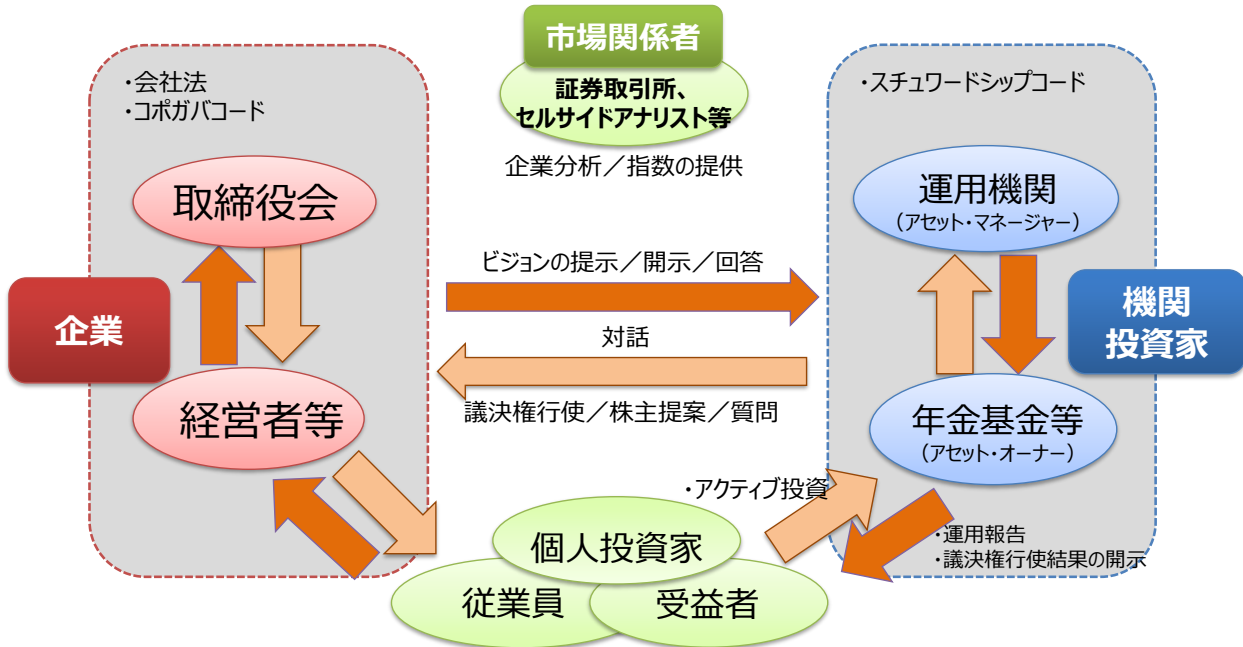 市場関係者
証券取引所、
セルサイドアナリスト等
企業分析／指数の提供
・会社法
・コポガバコード
取締役会
企業
経営者等
ビジョンの提示／開示／回答
対話
議決権行使／株主提案／質問
・スチュワードシップコード
運用機関
（アセット・マネージャー）
機関
投資家
年金基金等
（アセット・オーナー）
・アクティブ投資
・運用報告
・議決権行使結果の開示
個人投資家
従業員
受益者